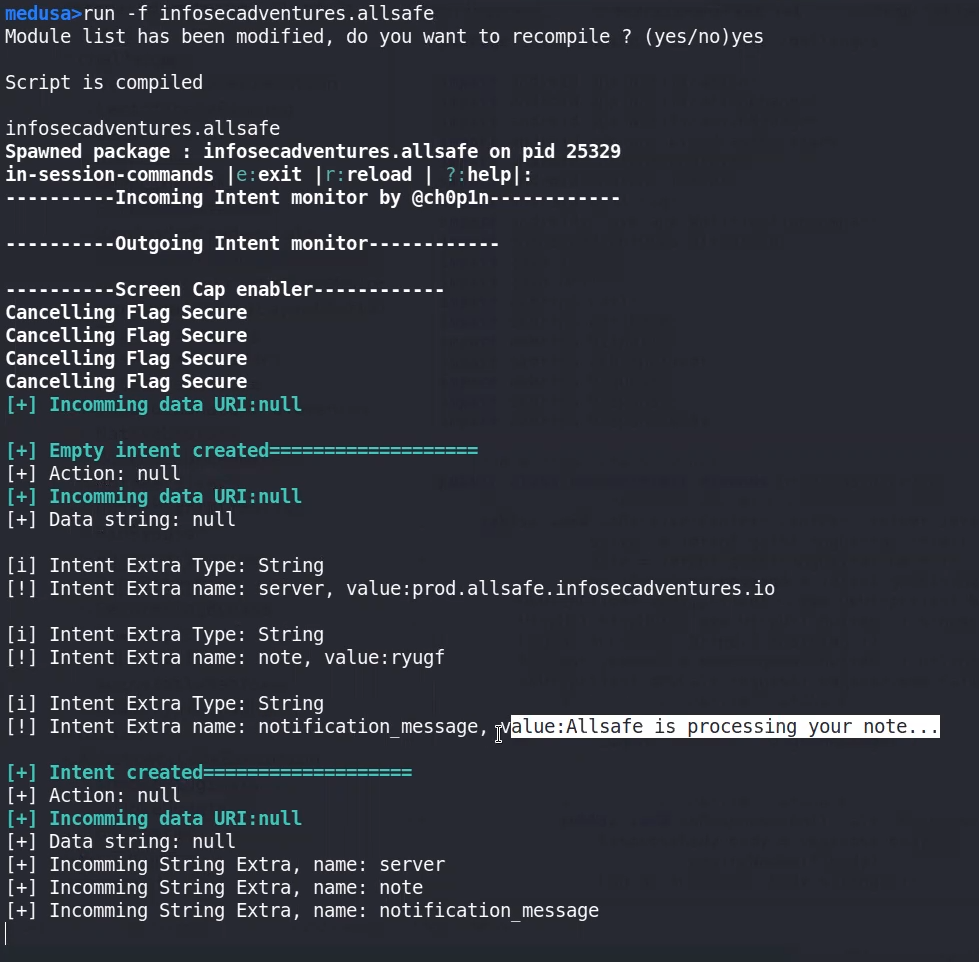 medusa>run -f infosecadventures.allsafe
Module list has been modified, do you want to recompile ? (yes/no)yes
Script is compiled
infosecadventures.allsafe
Spawned package : infosecadventures.allsafe on pid 25329
in-session-commands |e:exit |r:reload | ?:help|:
----------Incoming Intent monitor by @ch0p1n------------
----------Outgoing Intent monitor------------
----------Screen Cap enabler------------
Cancelling Flag Secure
Cancelling Flag Secure
Cancelling Flag Secure
Cancelling Flag Secure
[+] Incomming data URI:null
[+] Empty intent created===================
[+] Action: null
[+] Incomming data URI:null
[+] Data string: null
[i] Intent Extra Type: String
[!] Intent Extra name: server, value:prod.allsafe.infosecadventures.io
[i] Intent Extra Type: String
[!] Intent Extra name: note, value:ryugf
[i] Intent Extra Type: String
[!] Intent Extra name: notification_message, value:Allsafe is processing your note...
[+] Intent created===================
[+] Action: null
[+] Incomming data URI:null
[+] Data string: null
[+] Incomming String Extra, name: server
[+] Incomming String Extra, name: note
[+] Incomming String Extra, name: notification_message